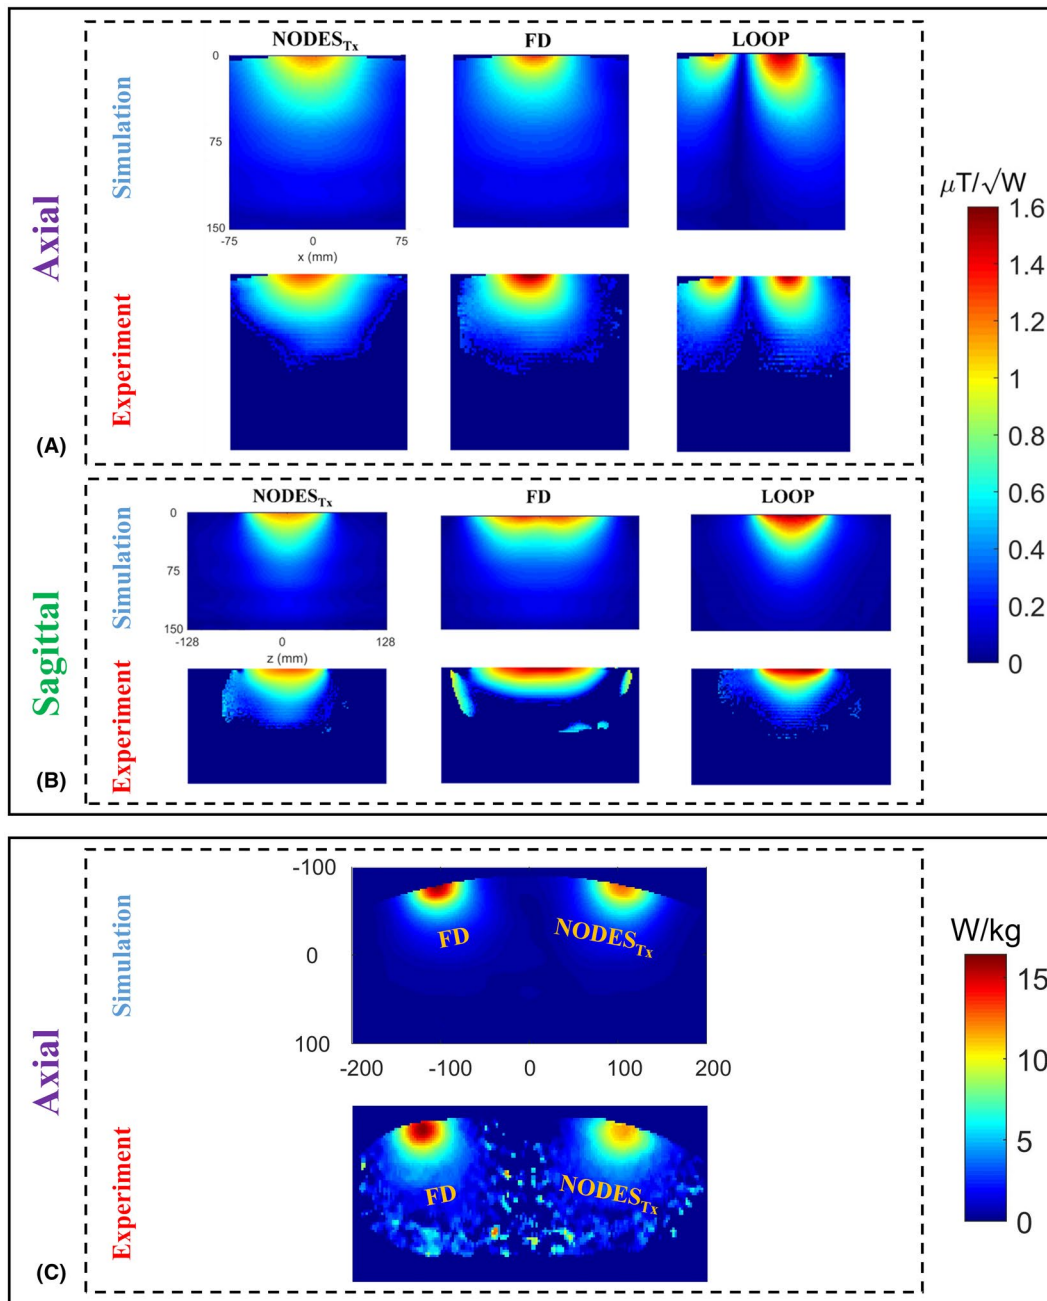 NODESTx FD LOOP
0
75
150
-75 0 75
x (mm)
Simulation
Experiment
Axial
(A)
μT/√W
1.6
1.4
1.2
1
0.8
0.6
0.4
0.2
0
NODESTx FD LOOP
0
75
150
-128 0 128
z (mm)
Simulation
Experiment
Sagittal
(B)
-100
0
100
-200 -100 0 100 200
FD NODESTx
FD NODESTx
Simulation
Experiment
Axial
(C)
W/kg
15
10
5
0